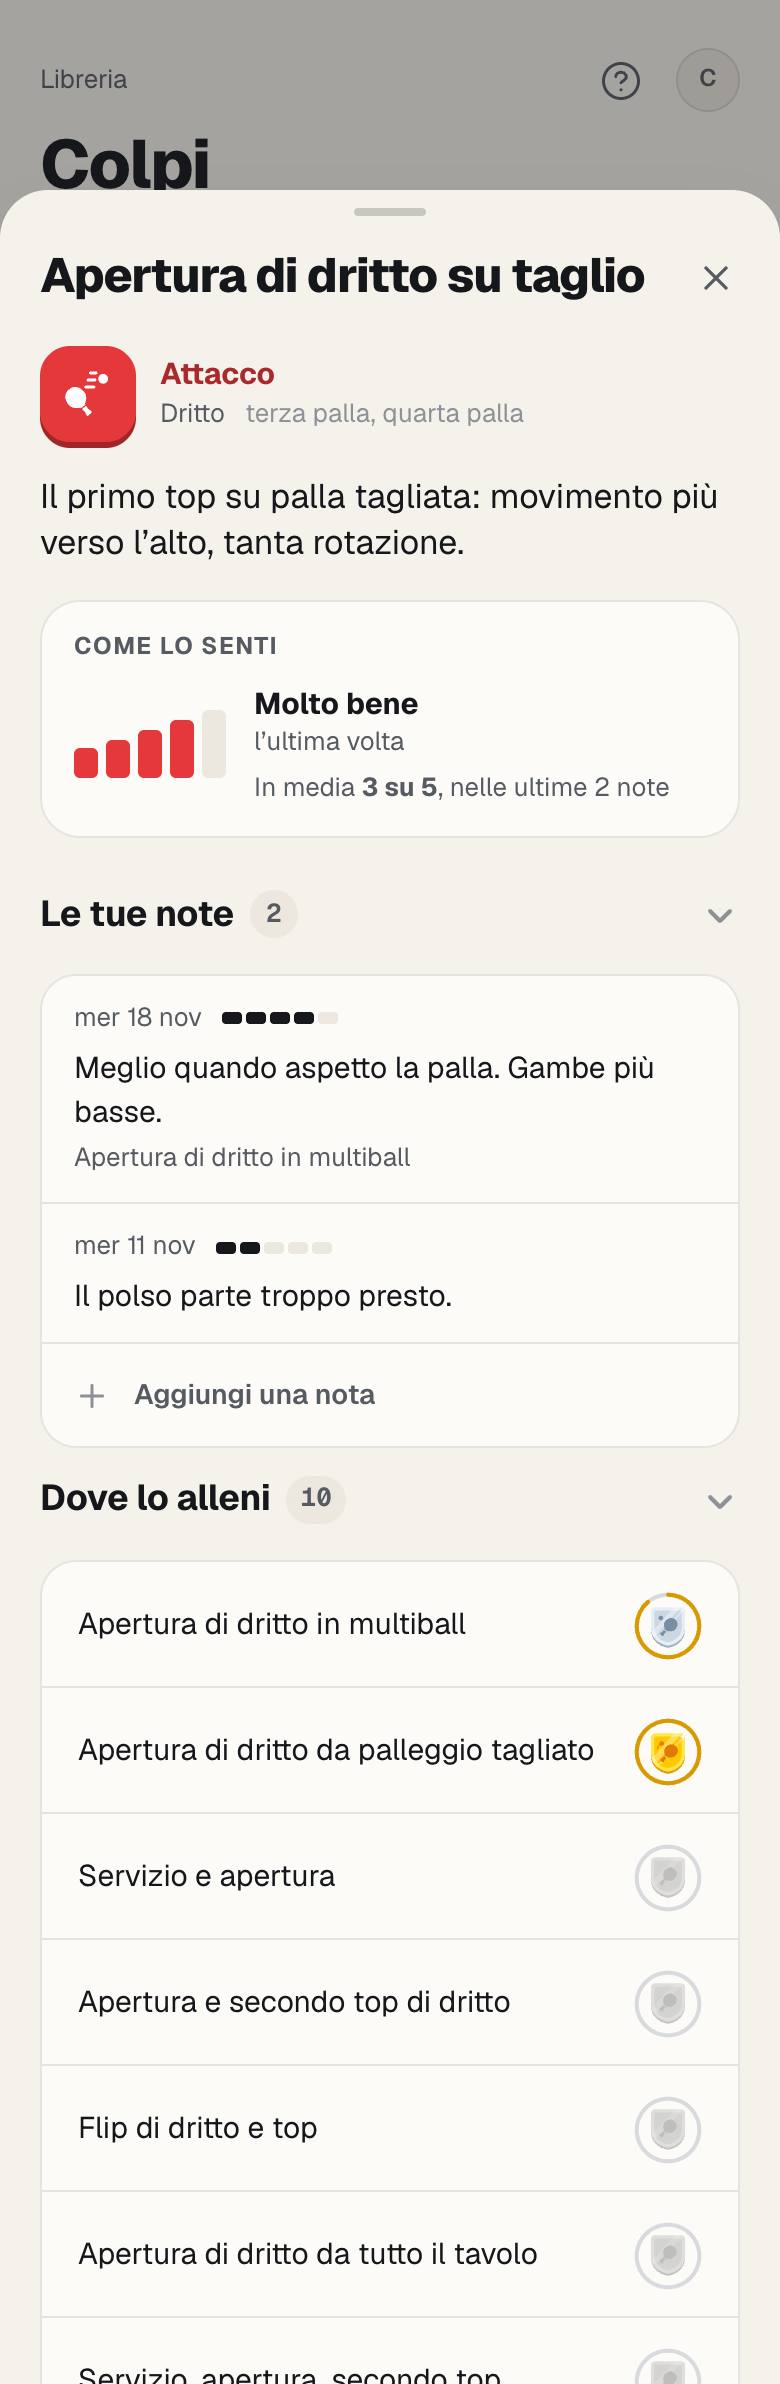 Libreria
?
C
Colpi
Apertura di dritto su taglio
Attacco
Dritto terza palla, quarta palla
Il primo top su palla tagliata: movimento più
verso l’alto, tanta rotazione.
COME LO SENTI
Molto bene
l’ultima volta
In media 3 su 5, nelle ultime 2 note
Le tue note 2
mer 18 nov
Meglio quando aspetto la palla. Gambe più
basse.
Apertura di dritto in multiball
mer 11 nov
Il polso parte troppo presto.
Aggiungi una nota
Dove lo alleni 10
Apertura di dritto in multiball
Apertura di dritto da palleggio tagliato
Servizio e apertura
Apertura e secondo top di dritto
Flip di dritto e top
Apertura di dritto da tutto il tavolo
Servizio, apertura, secondo top